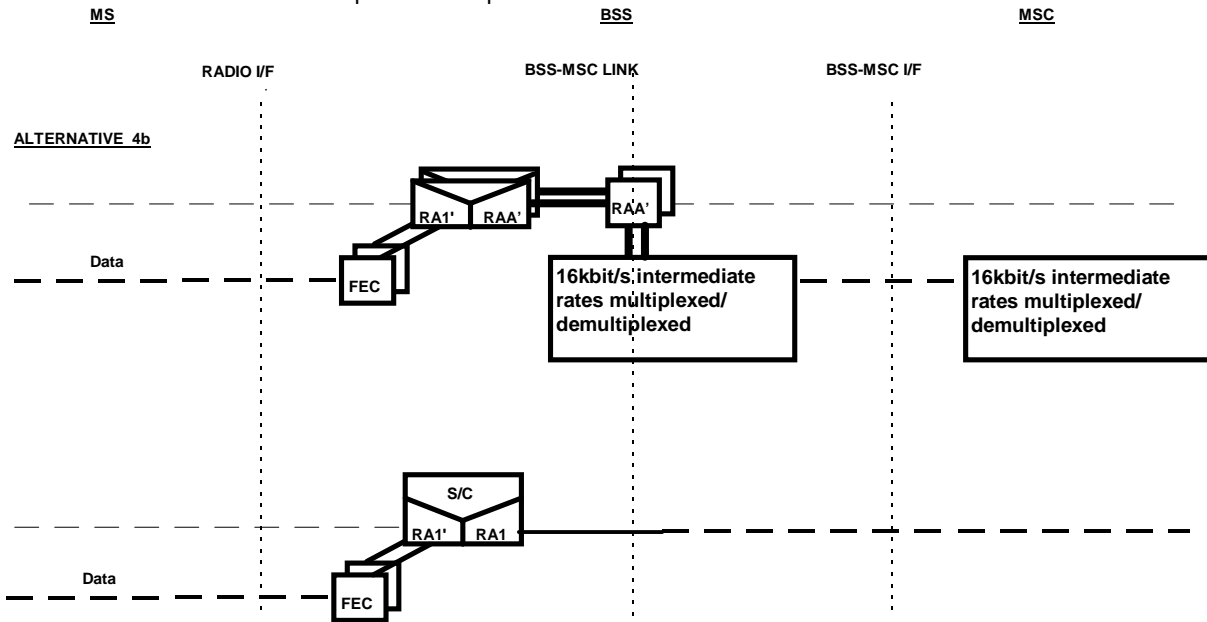 MS BSS MSC
RADIO I/F BSS-MSC LINK BSS-MSC I/F
ALTERNATIVE 4b
RA1' RAA' RAA'
Data
FEC
16kbit/s intermediate
rates multiplexed/
demultiplexed
16kbit/s intermediate
rates multiplexed/
demultiplexed
S/C
RA1' RA1
Data
FEC